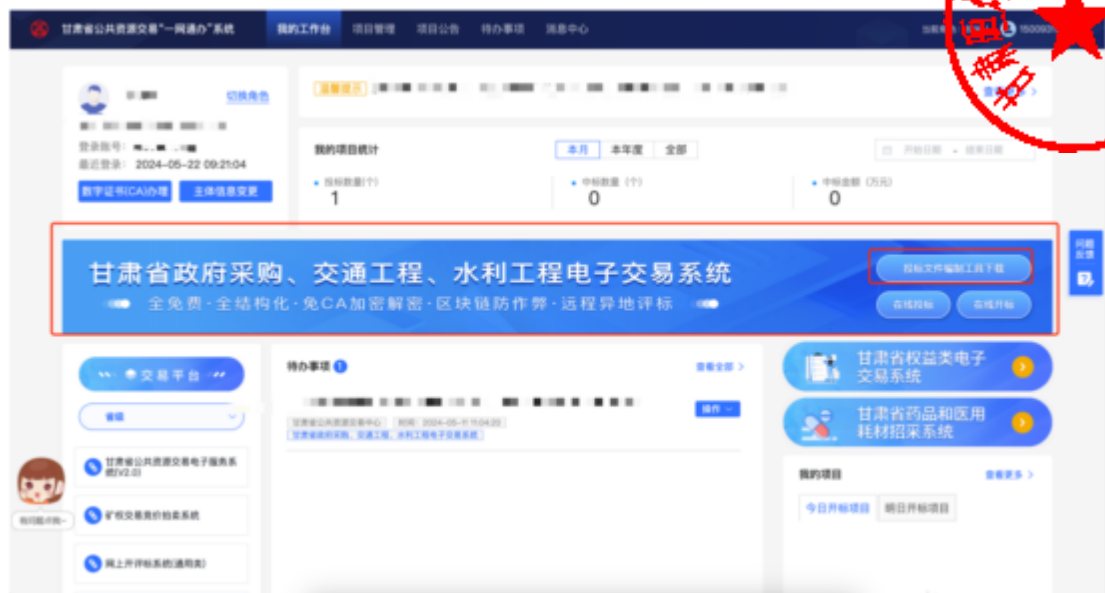 甘肃省公共资源交易“一网通办”系统
我的工作台 项目管理 项目公告 待办事项 消息中心
切换角色
登录账号：
最近登录： 2024-05-22 09:21:04
数字证书(CA)办理 主体信息变更
温馨提示
我的项目统计
本月 本年度 全部
开始日期 - 结束日期
投标数量(个)
1
中标数量 (个)
0
中标金额 (万元)
0
问题
反馈
甘肃省政府采购、交通工程、水利工程电子交易系统
全免费·全结构化·免CA加密解密·区块链防作弊·远程异地评标
投标文件编制工具下载
在线投标 在线开标
交易平台
省级
甘肃省公共资源交易电子服务系
统(V2.0)
矿权交易竞价拍卖系统
网上开评标系统(通用类)
有问题点我~
待办事项 1
查看全部 >
操作
甘肃省公共资源交易中心 时间: 2024-05-11 11:04:20
甘肃省政府采购、交通工程、水利工程电子交易系统
甘肃省权益类电子
交易系统
甘肃省药品和医用
耗材招采系统
我的项目
查看更多 >
今日开标项目 明日开标项目